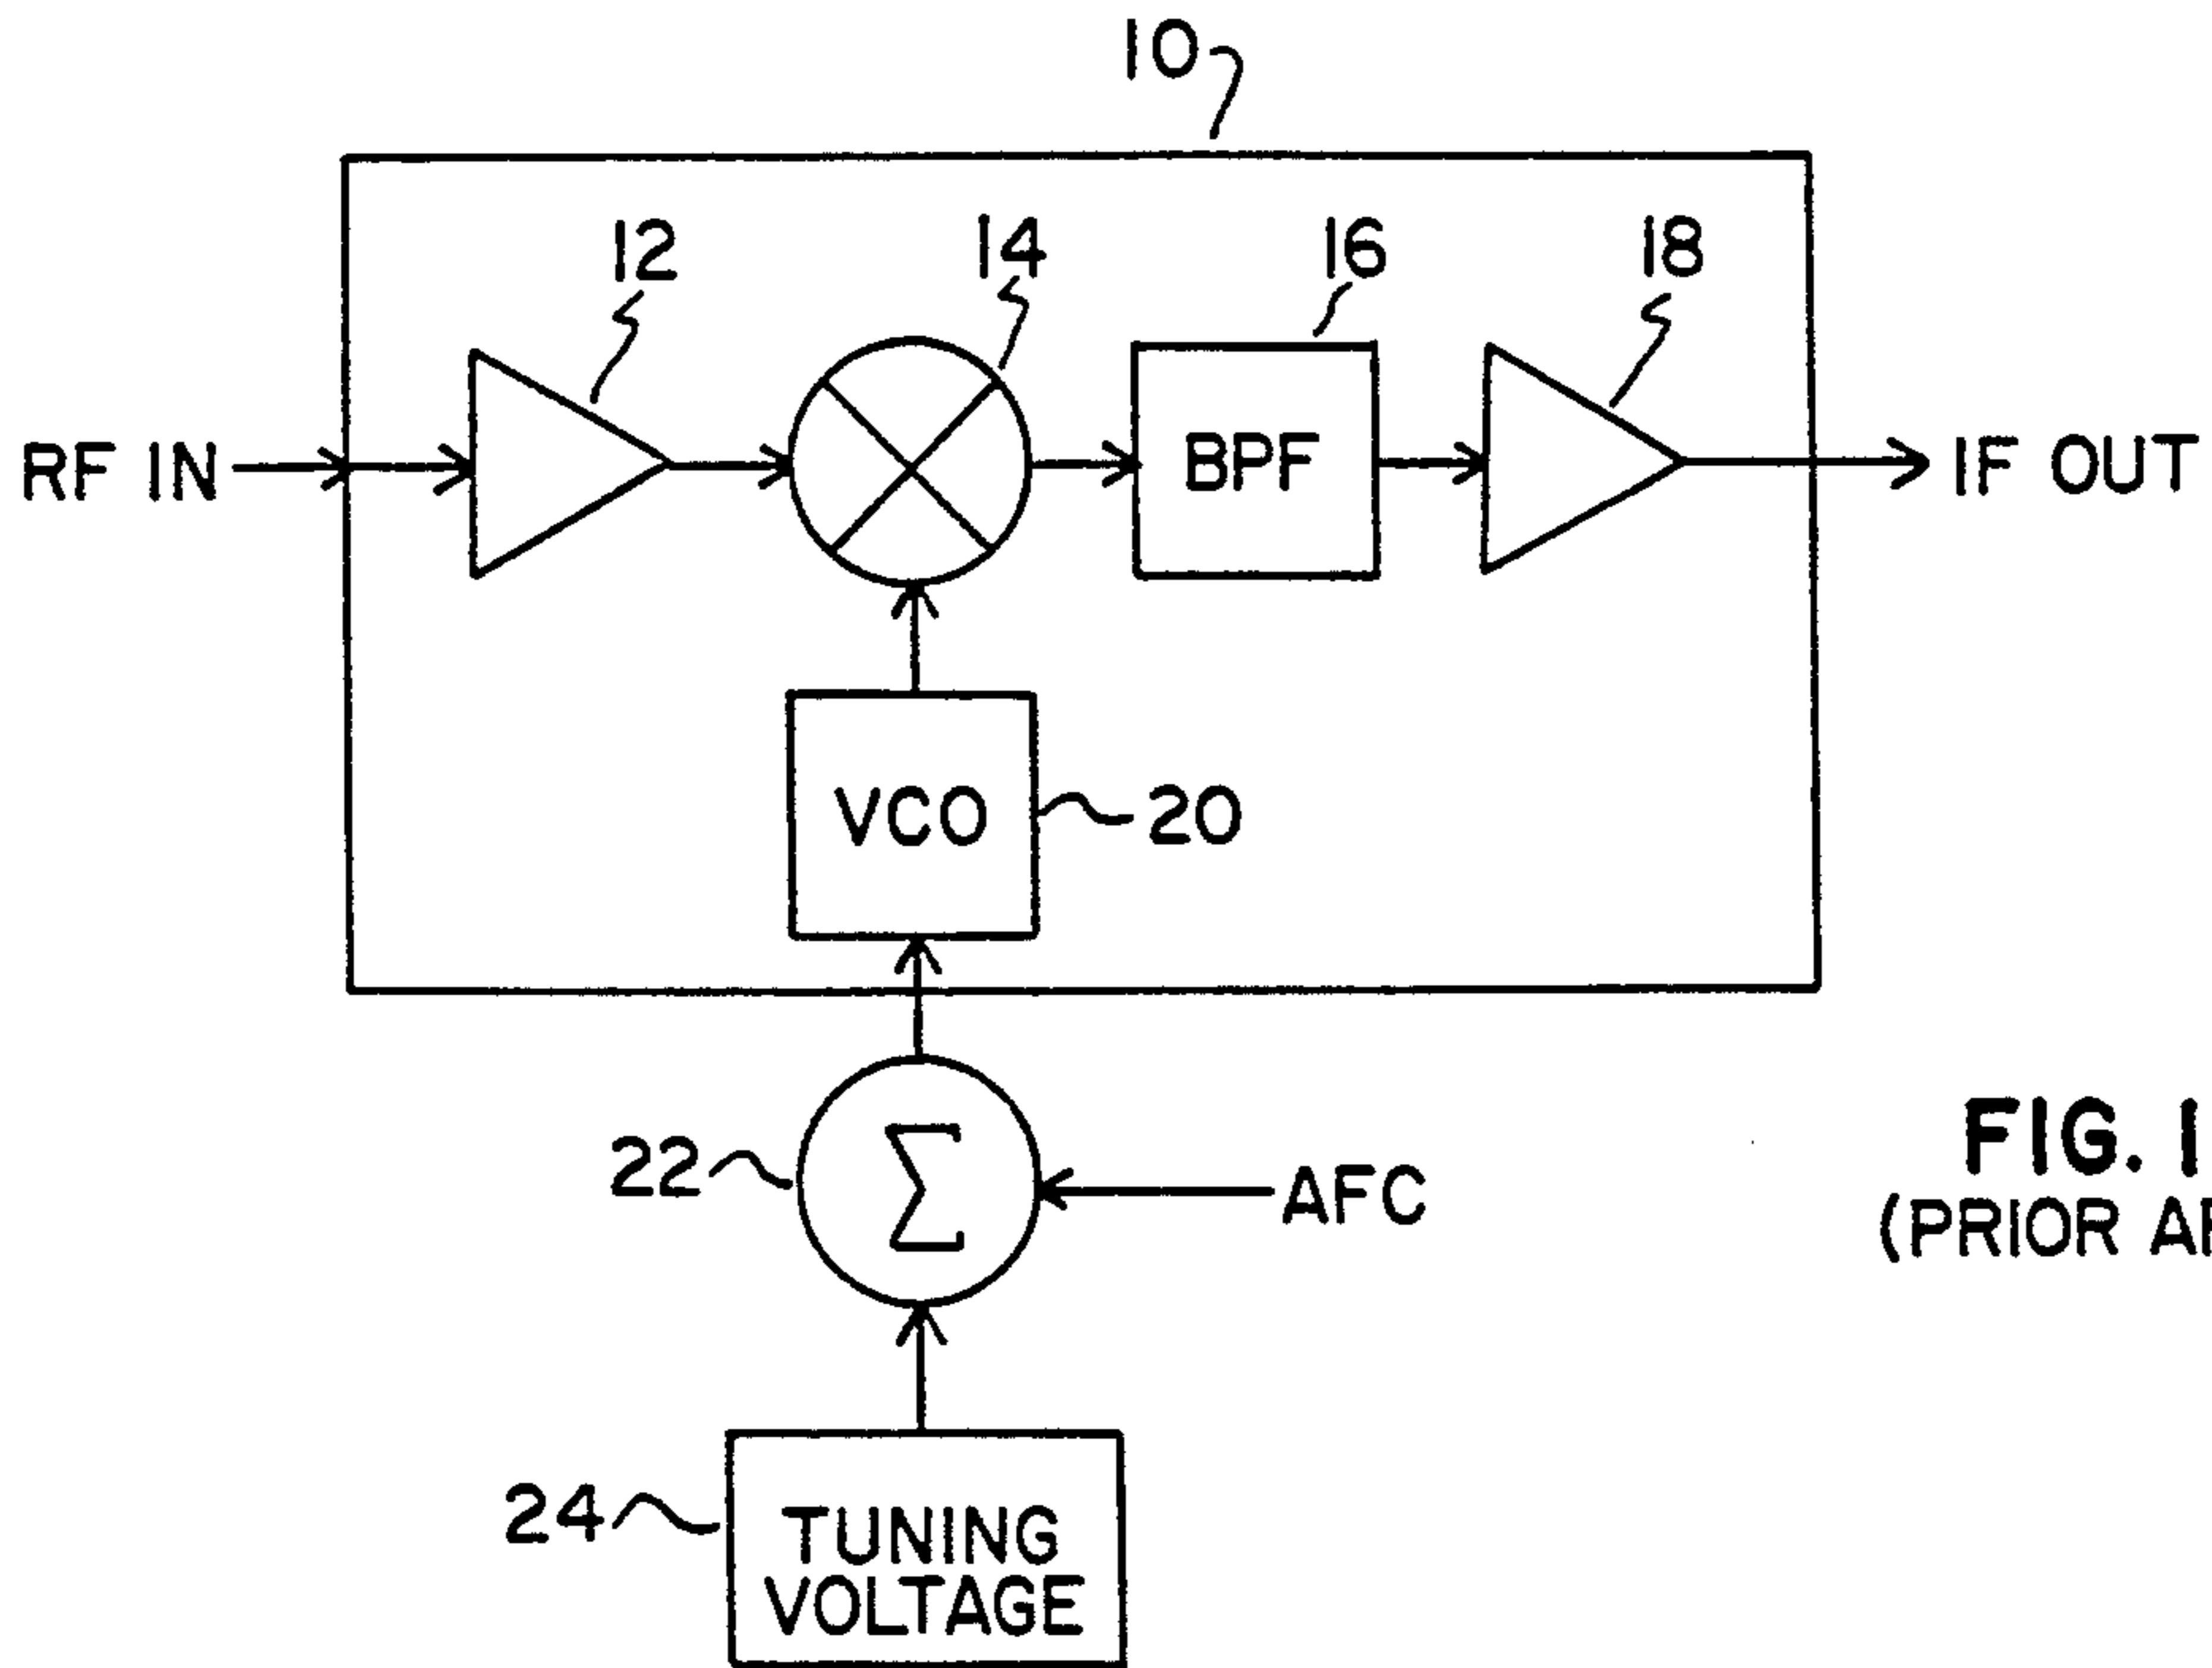 10
12
14
16
18
RF IN
BPF
IF OUT
VCO
20
22
Σ
AFC
FIG. 1
(PRIOR
24
TUNING
VOLTAGE